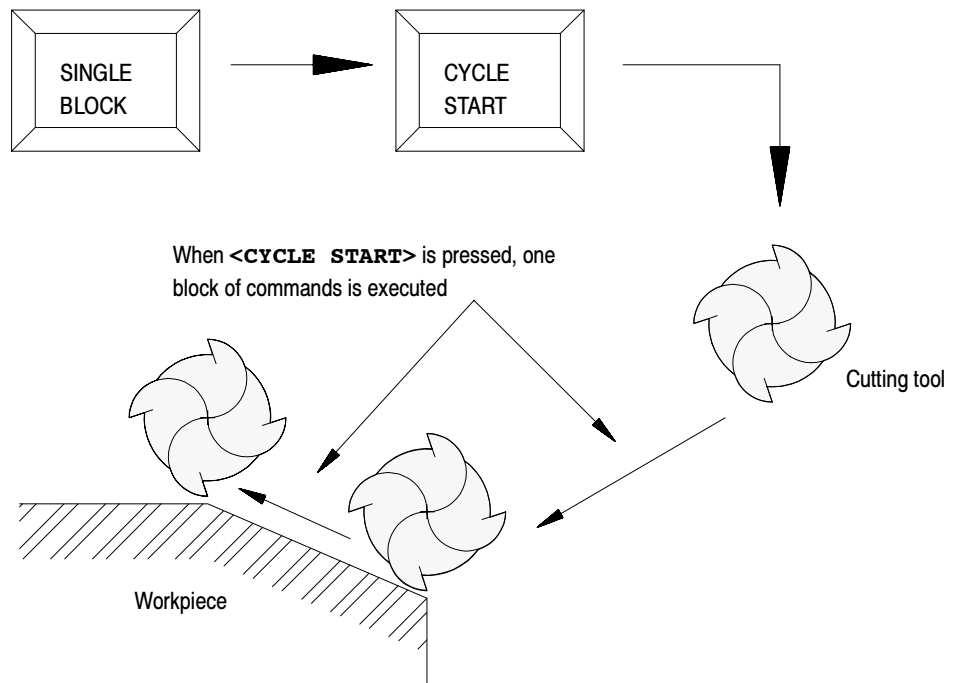 SINGLE
BLOCK
CYCLE
START
When <CYCLE START> is pressed, one
block of commands is executed
Cutting tool
Workpiece